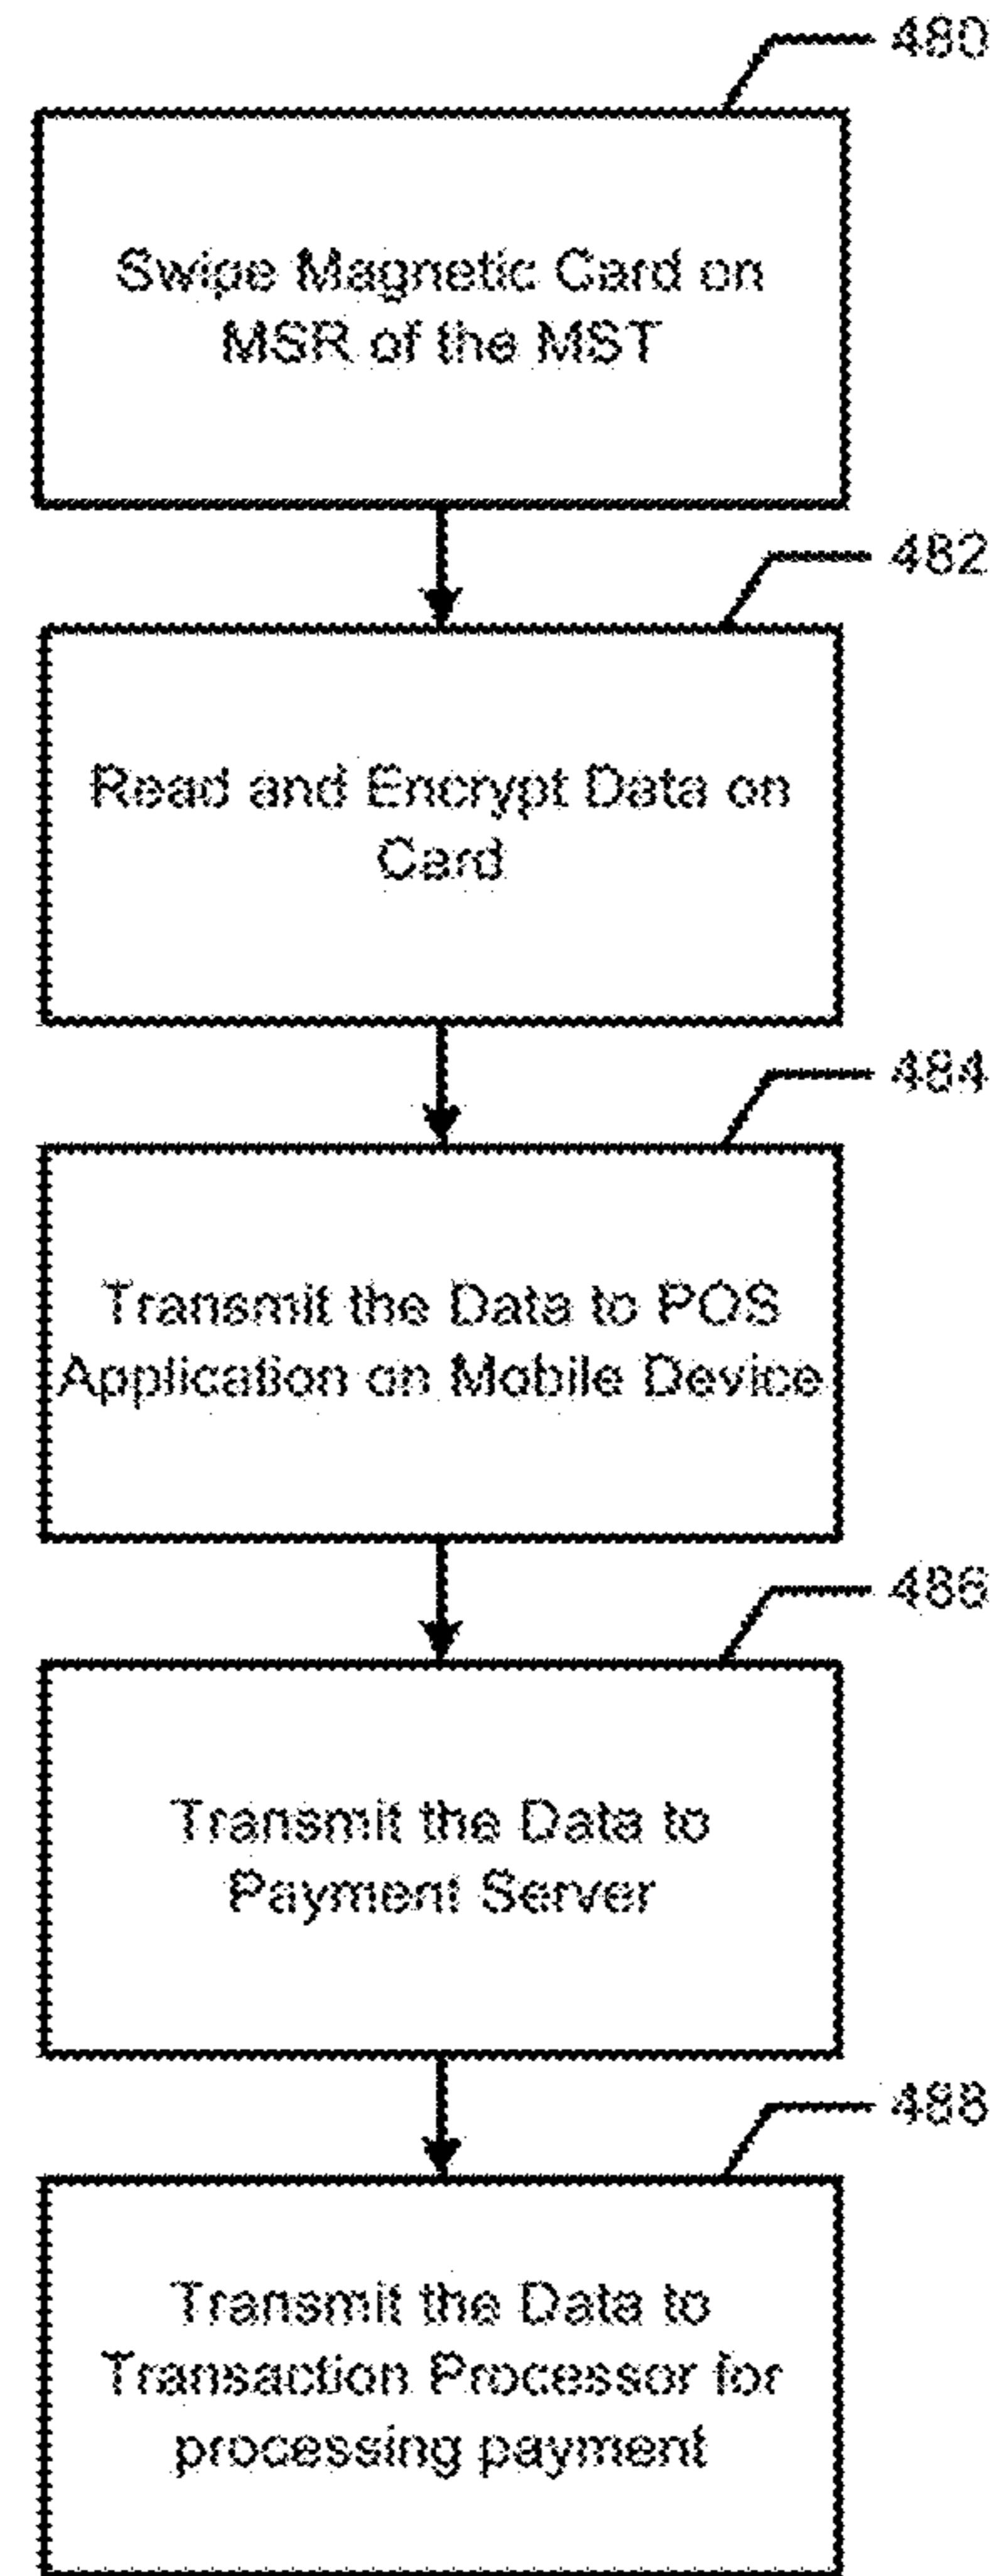 480
Swipe Magnetic Card on
MSR of the MST
482
Read and Encrypt Data on
Card
484
Transmit the Data to POS
Application on Mobile Device
486
Transmit the Data to
Payment Server
488
Transmit the Data to
Transaction Processor for
processing payment